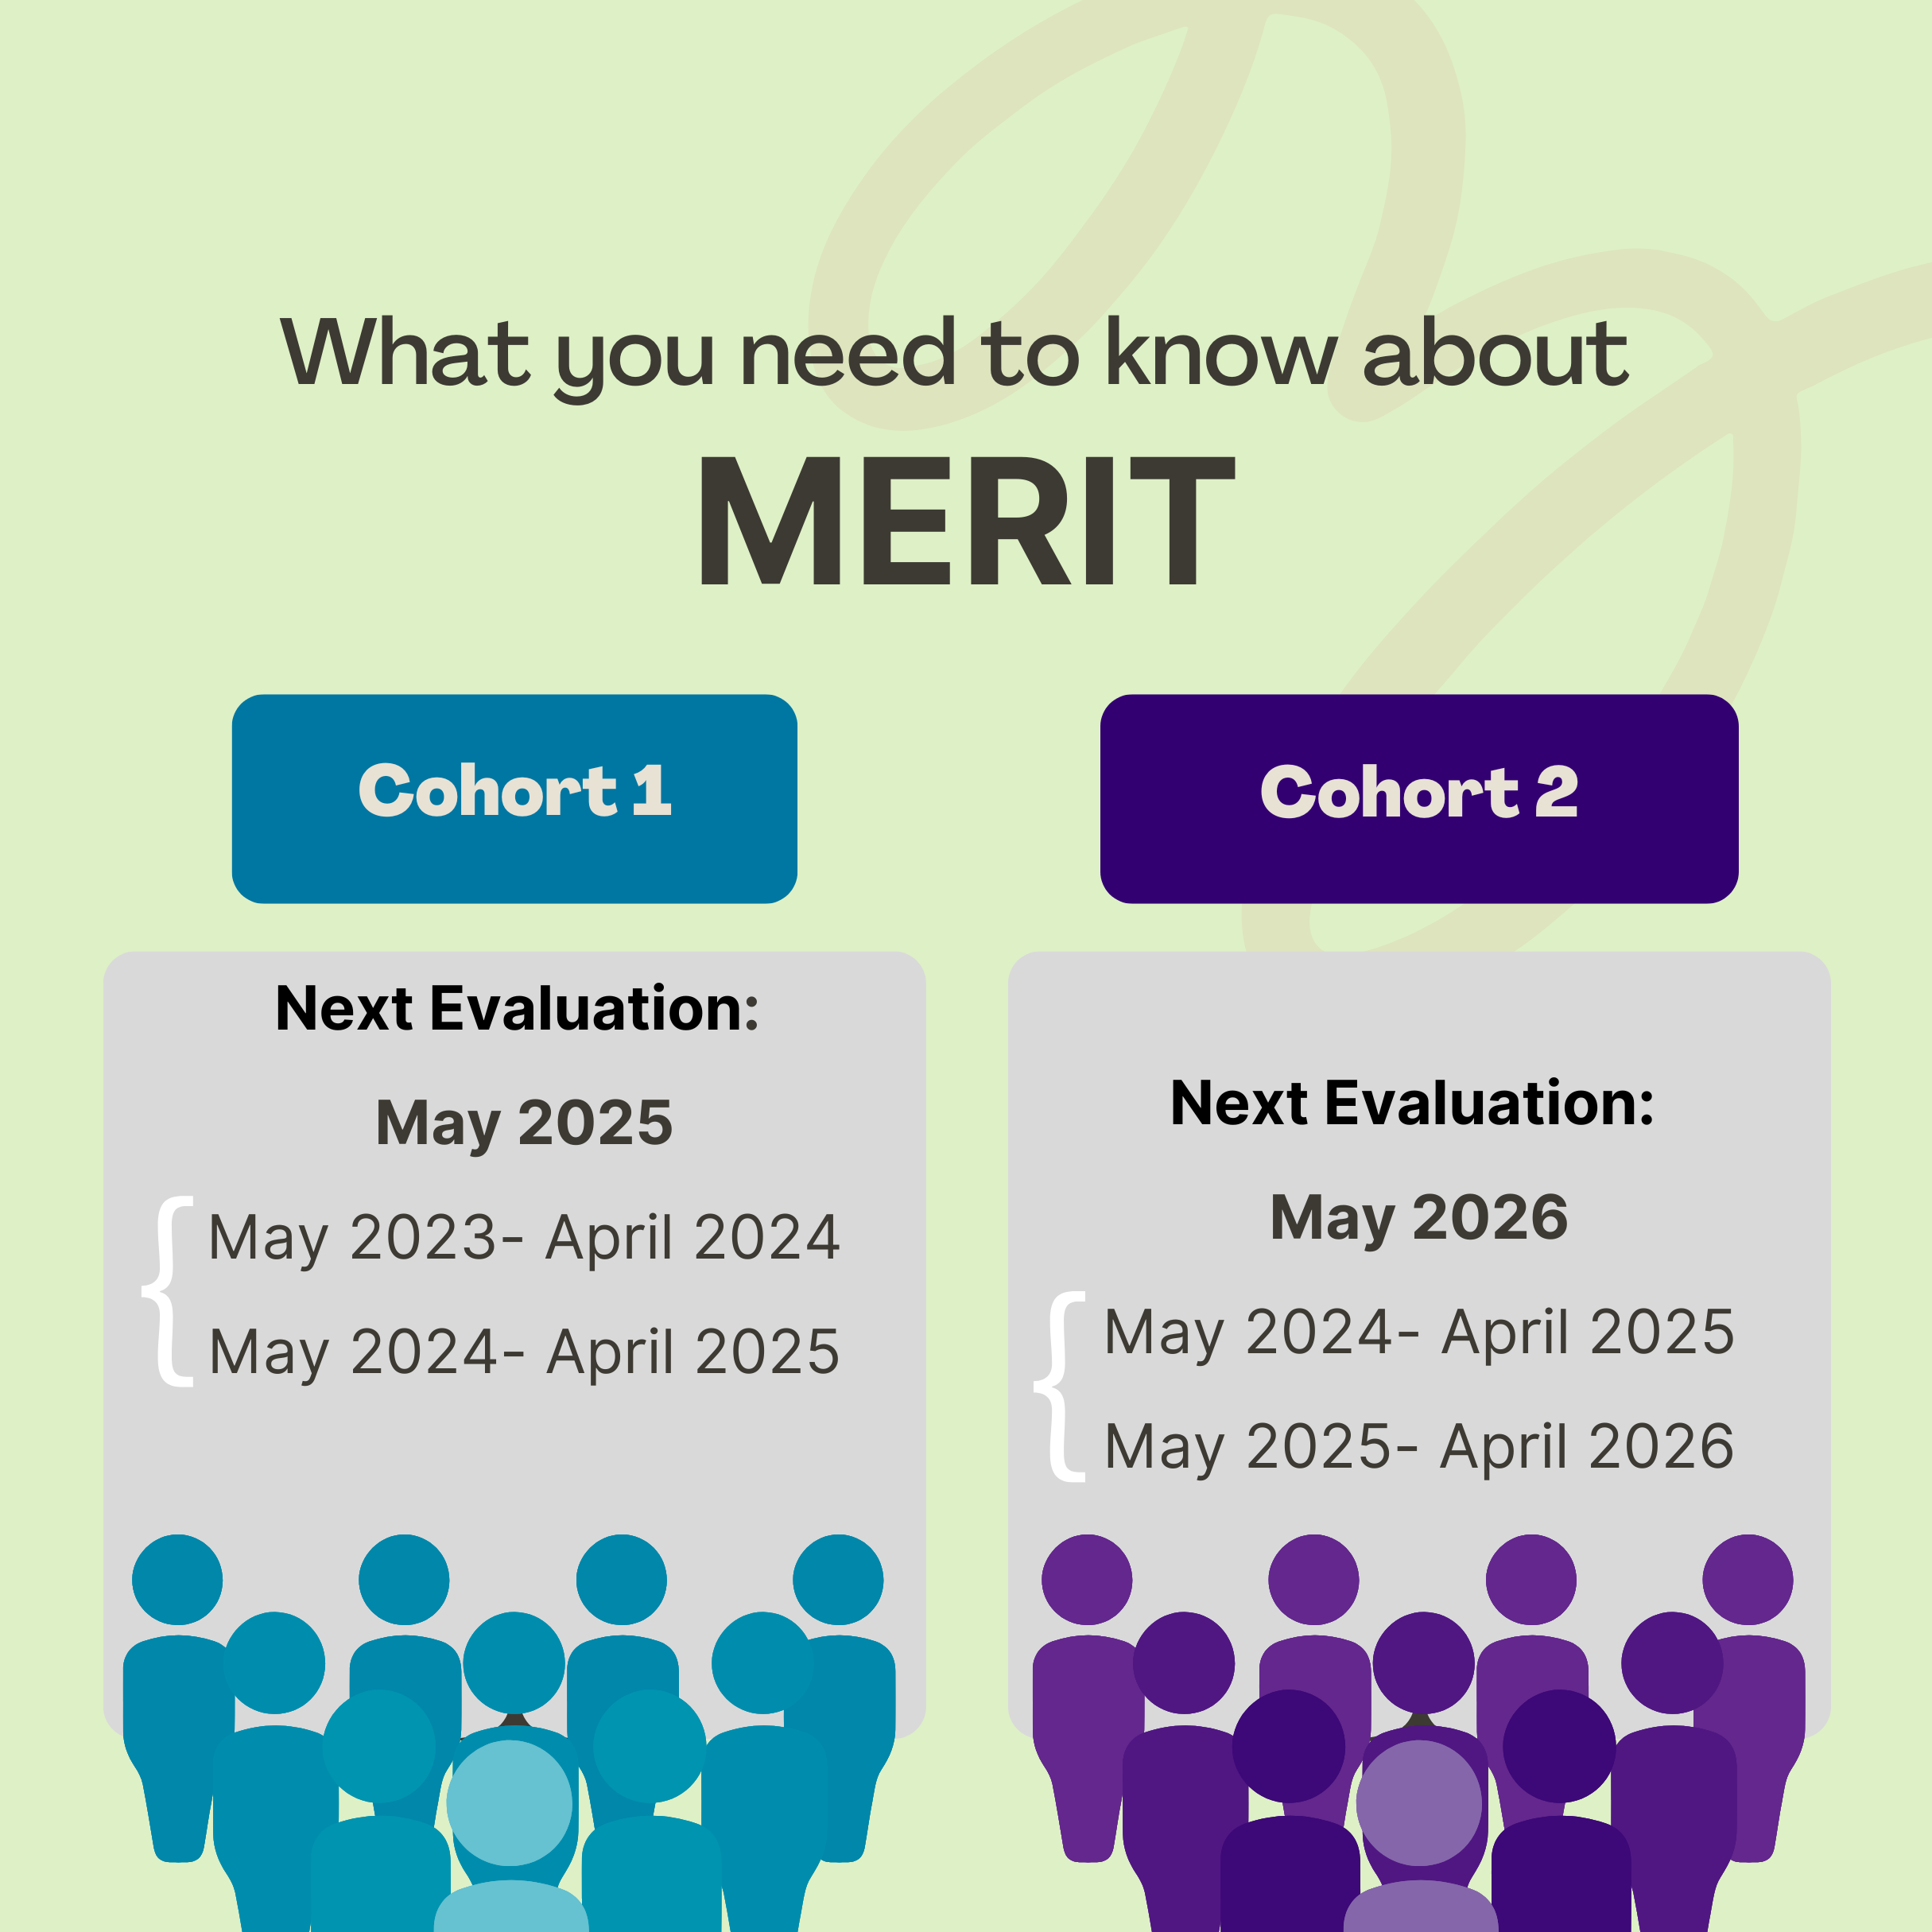 What you need to know about
MERIT
Cohort 1
Next Evaluation:
May 2025
May 2023- April 2024
May 2024- April 2025
Cohort 2
Next Evaluation:
May 2026
May 2024- April 2025
May 2025- April 2026